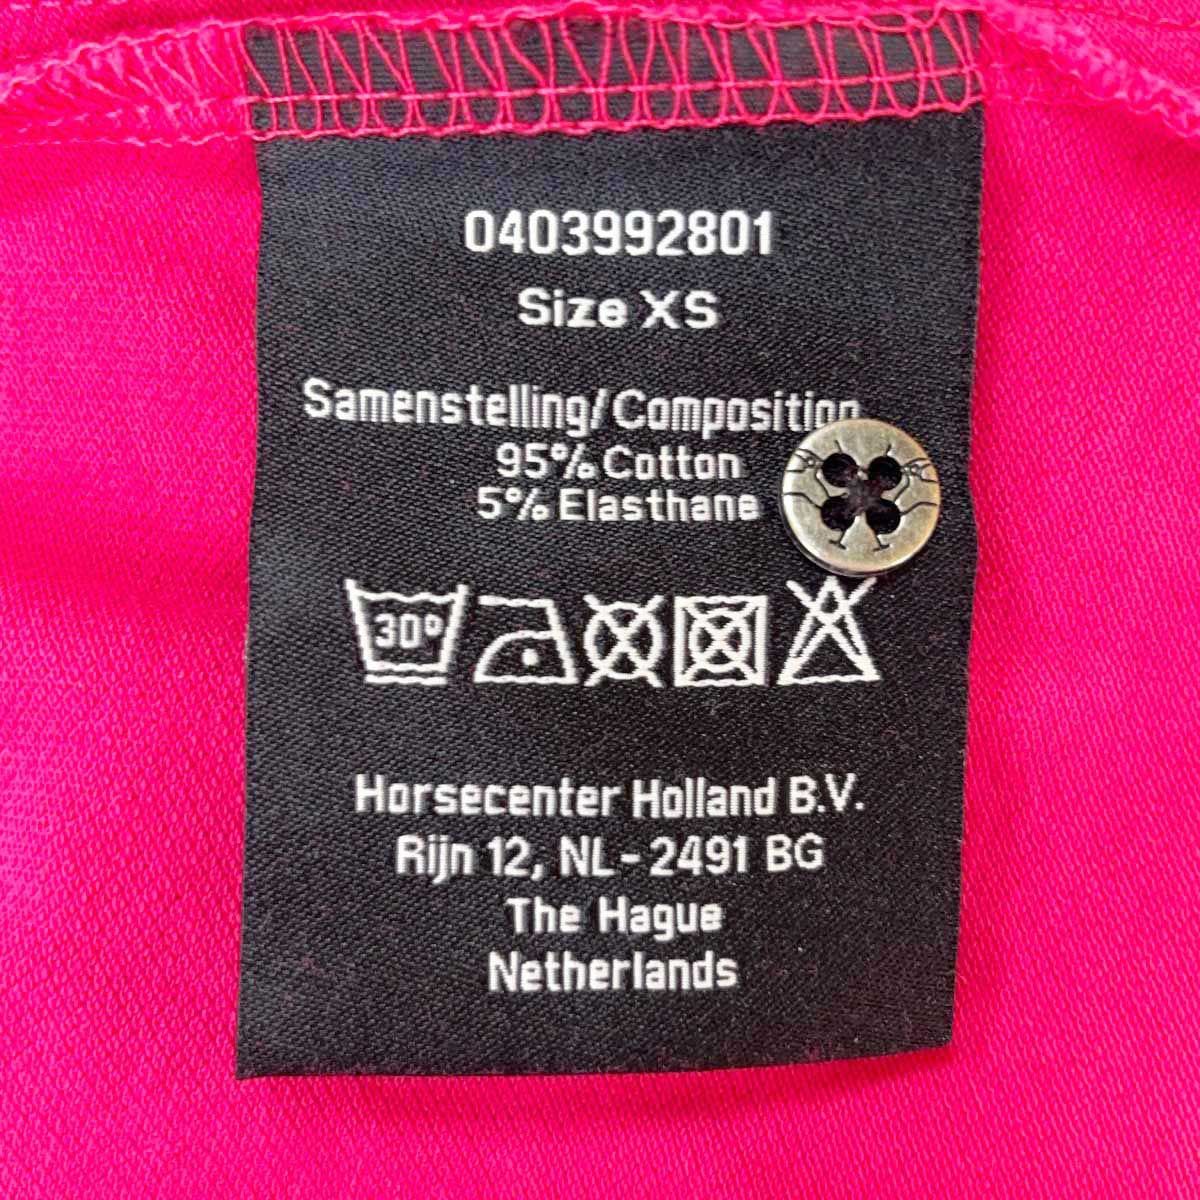 0403992801
Size XS
Samenstelling/Composition
95% Cotton
5% Elasthane
30°
Horsecenter Holland B.V.
Rijn 12, NL-2491 BG
The Hague
Netherlands